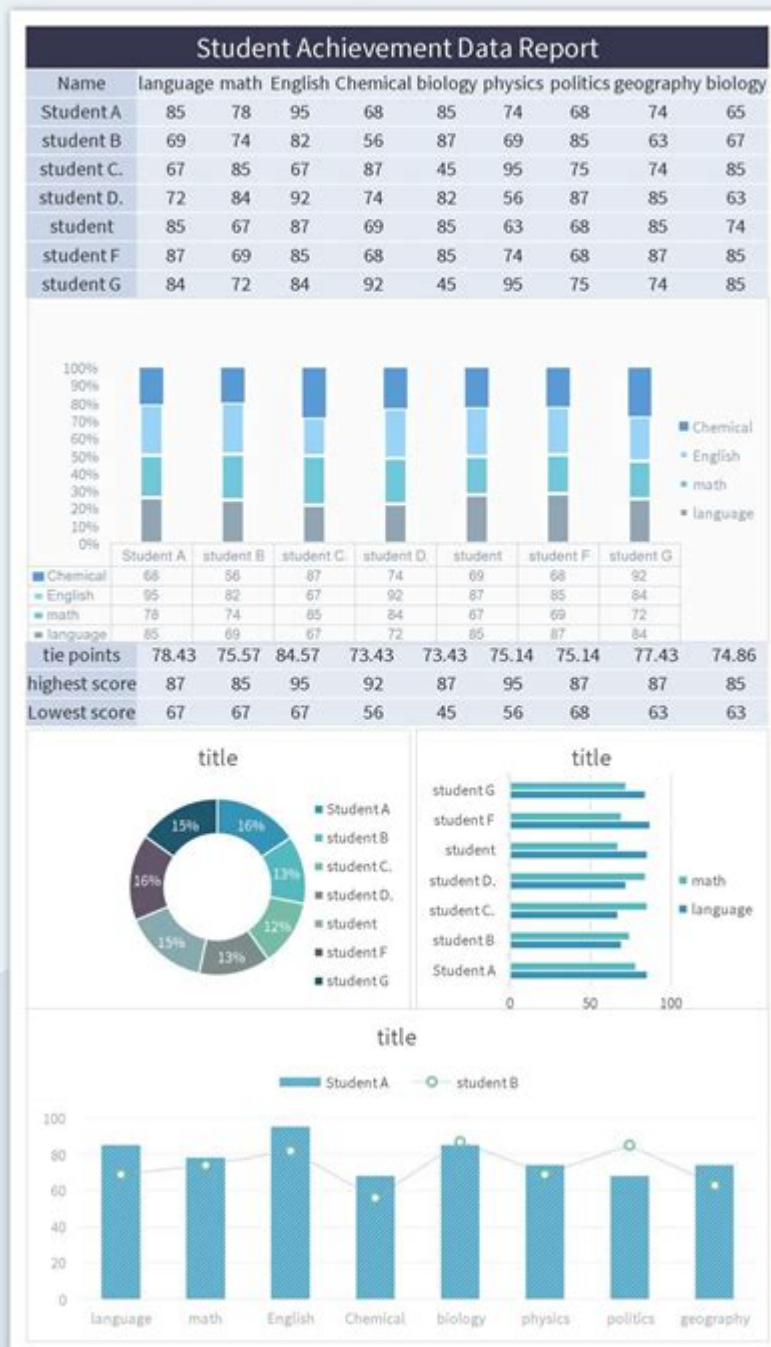 Student Achievement Data Report
Name language math English Chemical biology physics politics geography biology
Student A 85 78 95 68 85 74 68 74 65
student B 69 74 82 56 87 69 85 63 67
student C. 67 85 67 87 45 95 75 74 85
student D. 72 84 92 74 82 56 87 85 63
student 85 67 87 69 85 63 68 85 74
student F 87 69 85 68 85 74 68 87 85
student G 84 72 84 92 45 95 75 74 85
100%
90%
80%
70%
60%
50%
40%
30%
20%
10%
0%
Chemical
English
math
language
Student A student B student C. student D. student student F student G
Chemical 68 56 87 74 69 68 92
English 95 82 67 92 87 85 84
math 78 74 85 84 67 69 72
language 85 69 67 72 85 87 84
tie points 78.43 75.57 84.57 73.43 73.43 75.14 75.14 77.43 74.86
highest score 87 85 95 92 87 95 87 87 85
Lowest score 67 67 67 56 45 56 68 63 63
title
16%
13%
12%
13%
15%
16%
15%
Student A
student B
student C.
student D.
student
student F
student G
title
student G
student F
student
student D.
student C.
student B
Student A
0 50 100
math
language
title
Student A student B
100
80
60
40
20
0
language math English Chemical biology physics politics geography